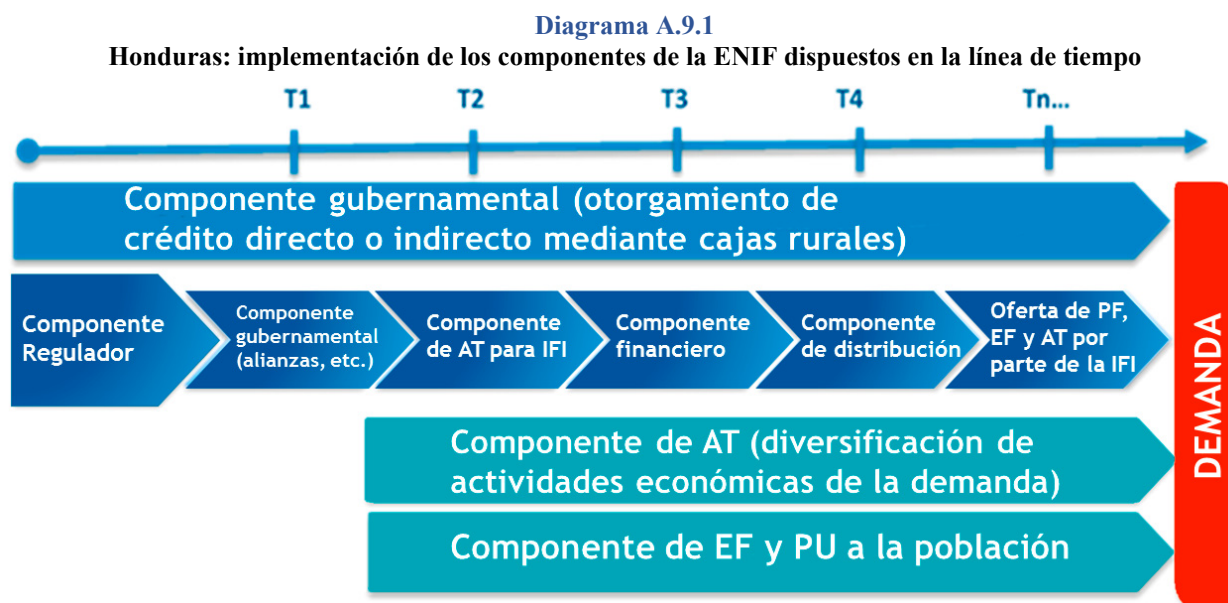 Diagrama A.9.1
Honduras: implementación de los componentes de la ENIF dispuestos en la línea de tiempo
T1 T2 T3 T4 Tn...
Componente gubernamental (otorgamiento de
crédito directo o indirecto mediante cajas rurales)
Componente
Regulador
Componente
gubernamental
(alianzas, etc.)
Componente
de AT para IFI
Componente
financiero
Componente
de distribución
Oferta de PF,
EF y AT por
parte de la IFI
Componente de AT (diversificación de
actividades económicas de la demanda)
Componente de EF y PU a la población
DEMANDA